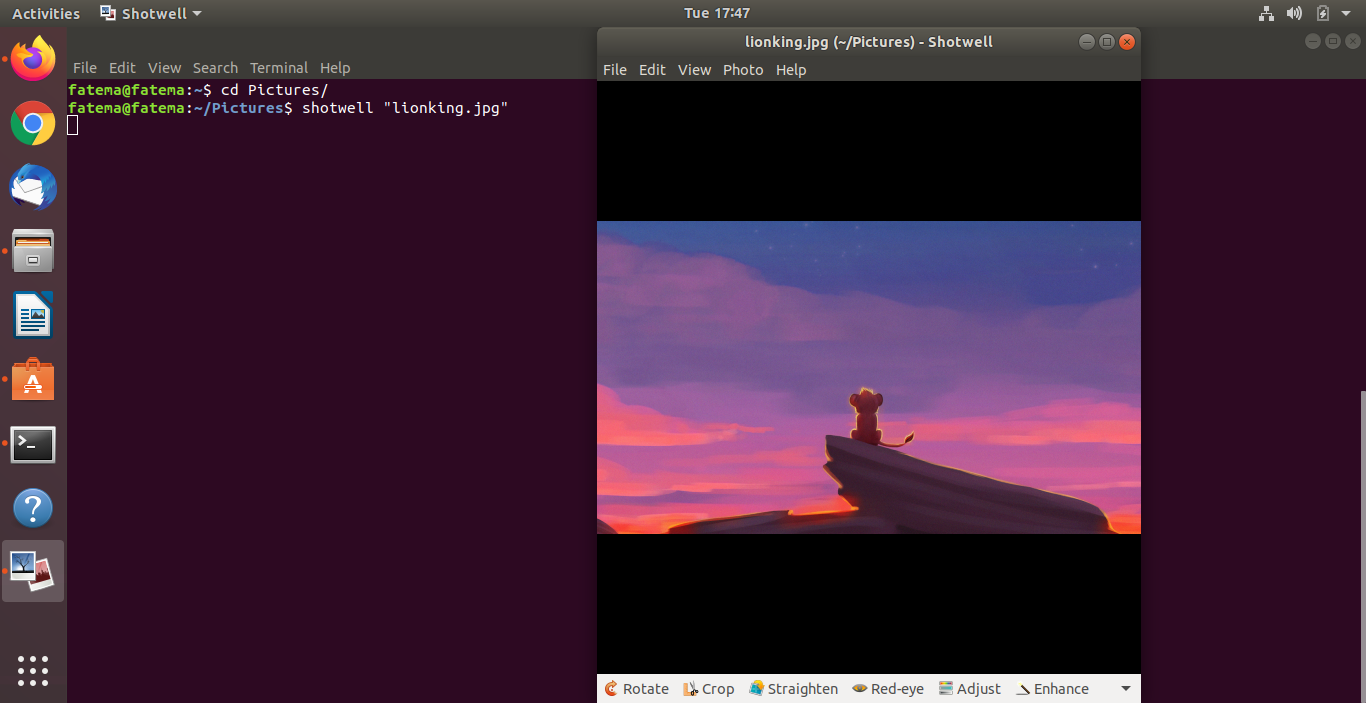 Activities Shotwell Tue 17:47
lionking.jpg (~/Pictures) - Shotwell
File Edit View Search Terminal Help
File Edit View Photo Help
fatema@fatema:~$ cd Pictures/
fatema@fatema:~/Pictures$ shotwell "lionking.jpg"
Rotate Crop Straighten Red-eye Adjust Enhance